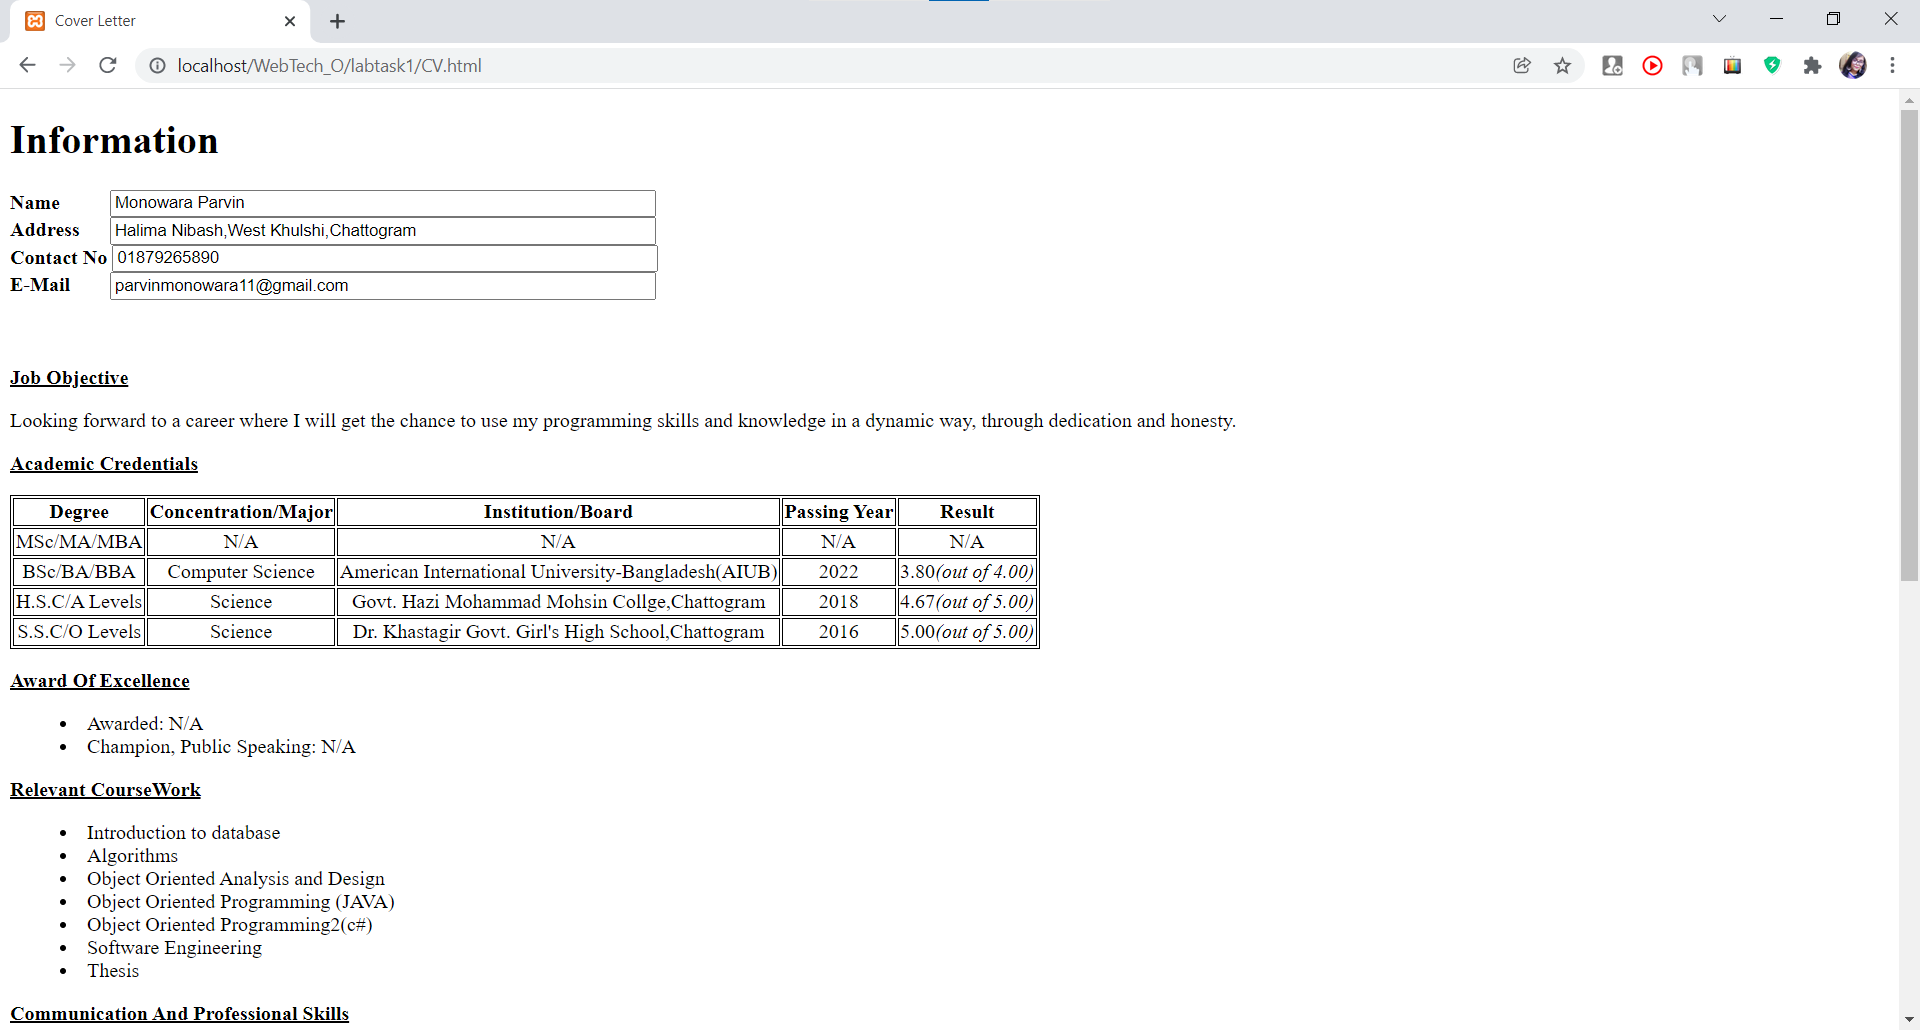 Cover Letter
localhost/WebTech_O/labtask1/CV.html
Information
Name Monowara Parvin
Address Halima Nibash,West Khulshi,Chattogram
Contact No 01879265890
E-Mail parvinmonowara11@gmail.com
Job Objective
Looking forward to a career where I will get the chance to use my programming skills and knowledge in a dynamic way, through dedication and honesty.
Academic Credentials
Degree Concentration/Major Institution/Board Passing Year Result
MSc/MA/MBA N/A N/A N/A N/A
BSc/BA/BBA Computer Science American International University-Bangladesh(AIUB) 2022 3.80(out of 4.00)
H.S.C/A Levels Science Govt. Hazi Mohammad Mohsin Collge,Chattogram 2018 4.67(out of 5.00)
S.S.C/O Levels Science Dr. Khastagir Govt. Girl's High School,Chattogram 2016 5.00(out of 5.00)
Award Of Excellence
• Awarded: N/A
• Champion, Public Speaking: N/A
Relevant CourseWork
• Introduction to database
• Algorithms
• Object Oriented Analysis and Design
• Object Oriented Programming (JAVA)
• Object Oriented Programming2(c#)
• Software Engineering
• Thesis
Communication And Professional Skills